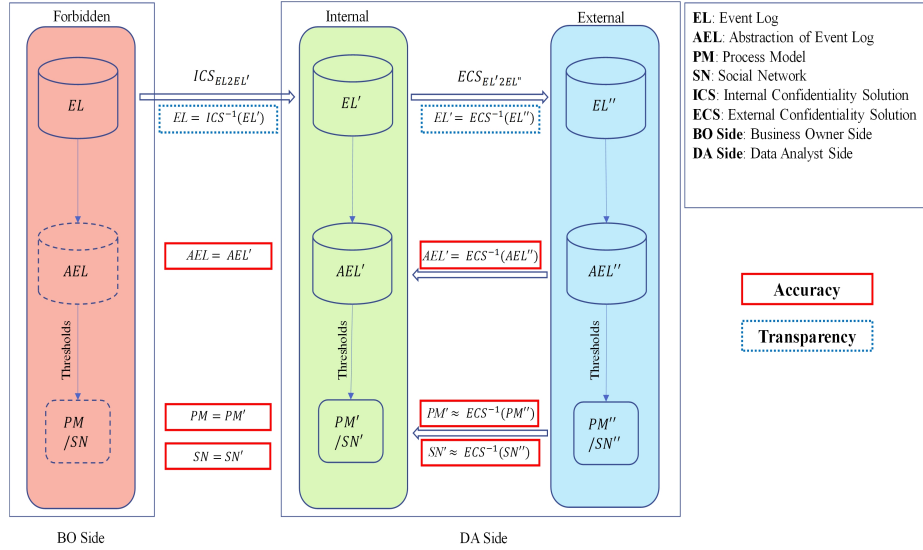 Forbidden
Internal
External
EL: Event Log
AEL: Abstraction of Event Log
PM: Process Model
SN: Social Network
ICS: Internal Confidentiality Solution
ECS: External Confidentiality Solution
BO Side: Business Owner Side
DA Side: Data Analyst Side
EL
ICS_{EL2EL′}
EL = ICS⁻¹(EL′)
EL′
ECS_{EL′2EL"}
EL′ = ECS⁻¹(EL′′)
EL′′
AEL
AEL = AEL′
AEL′
AEL′ = ECS⁻¹(AEL′′)
AEL′′
Accuracy
Transparency
Thresholds
Thresholds
Thresholds
PM
/SN
PM = PM′
SN = SN′
PM′
/SN′
PM′ ≈ ECS⁻¹(PM′′)
SN′ ≈ ECS⁻¹(SN′′)
PM′′
/SN′′
BO Side
DA Side